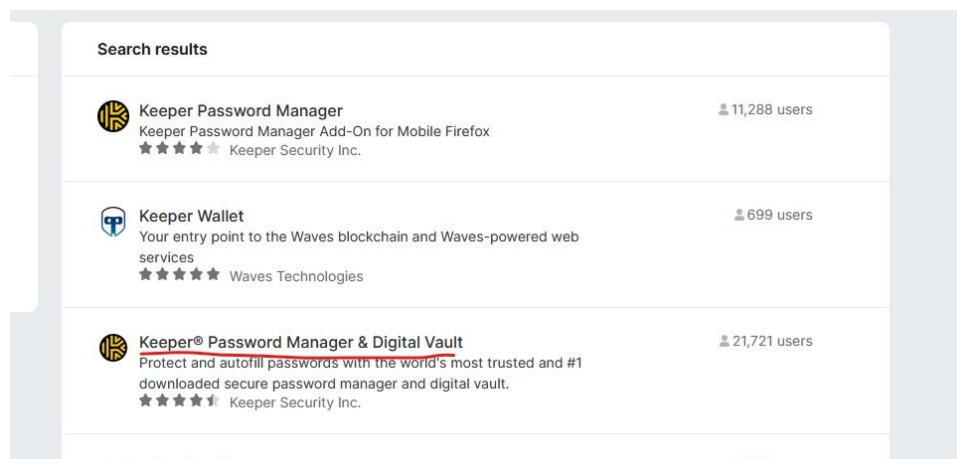 Search results
Keeper Password Manager
11,288 users
Keeper Password Manager Add-On for Mobile Firefox
Keeper Security Inc.
Keeper Wallet
699 users
Your entry point to the Waves blockchain and Waves-powered web
services
Waves Technologies
Keeper® Password Manager & Digital Vault
21,721 users
Protect and autofill passwords with the world's most trusted and #1
downloaded secure password manager and digital vault.
Keeper Security Inc.